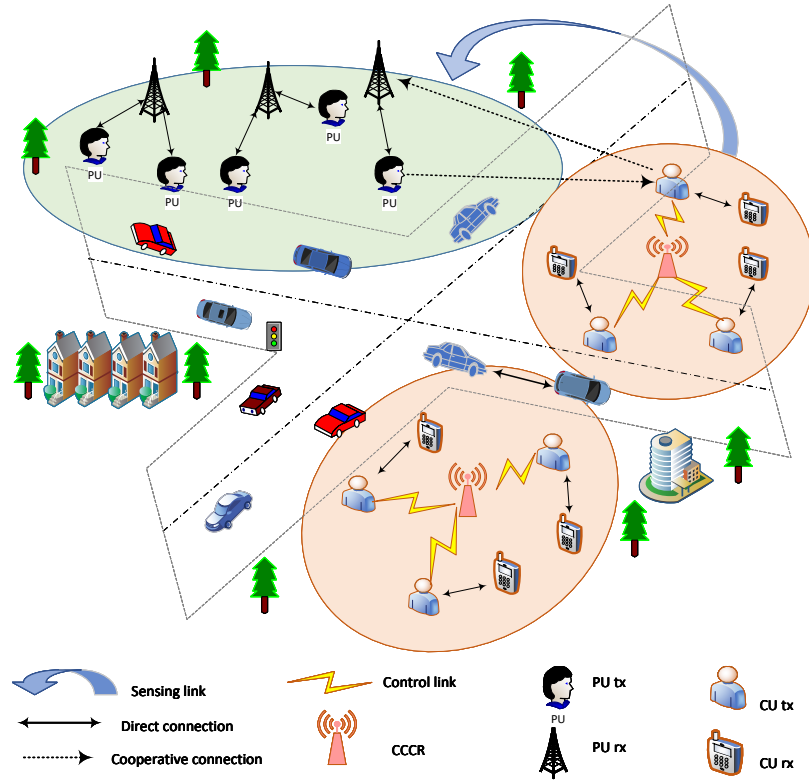 PU
PU
PU
PU
PU
Sensing link
Control link
PU tx
CU tx
PU
Direct connection
CCCR
PU rx
CU rx
Cooperative connection